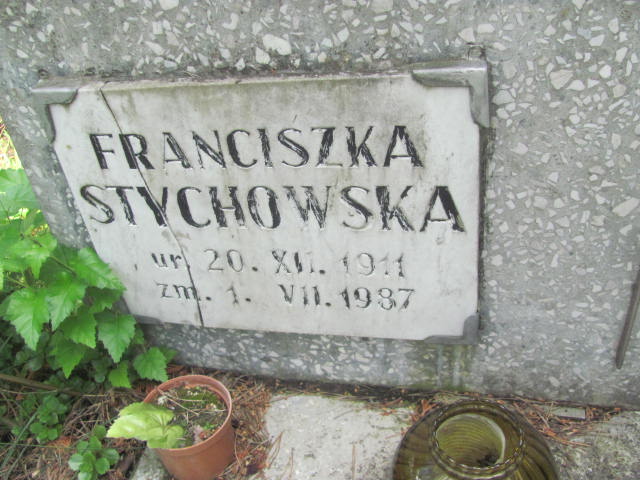 FRANCISZKA
STYCHOWSKA
ur. 20. XII. 1911
zm. 1. VII. 1987